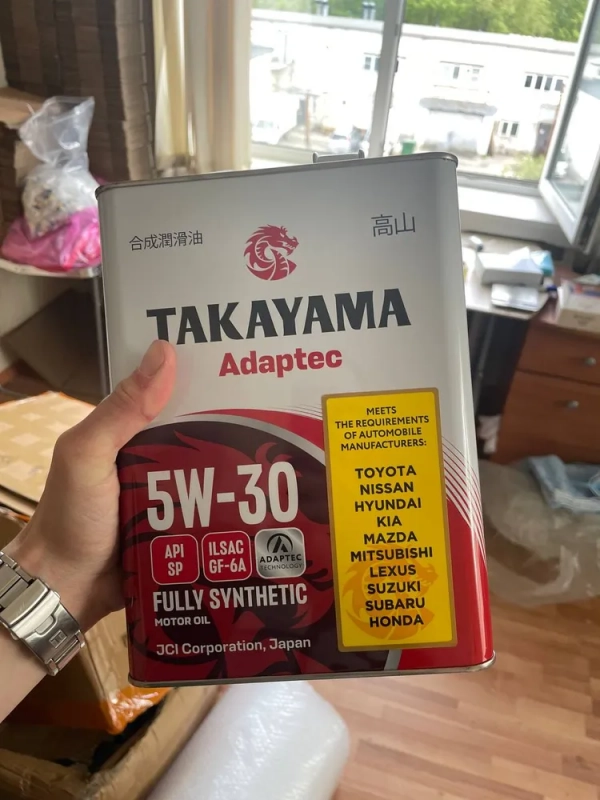 合成潤滑油
高山
TAKAYAMA
Adaptec
MEETS
THE REQUIREMENTS
OF AUTOMOBILE
MANUFACTURERS:
TOYOTA
NISSAN
HYUNDAI
KIA
MAZDA
MITSUBISHI
LEXUS
SUZUKI
SUBARU
HONDA
5W-30
API
SP
ILSAC
GF-6A
ADAPTEC
TECHNOLOGY
FULLY SYNTHETIC
MOTOR OIL
JCI Corporation, Japan